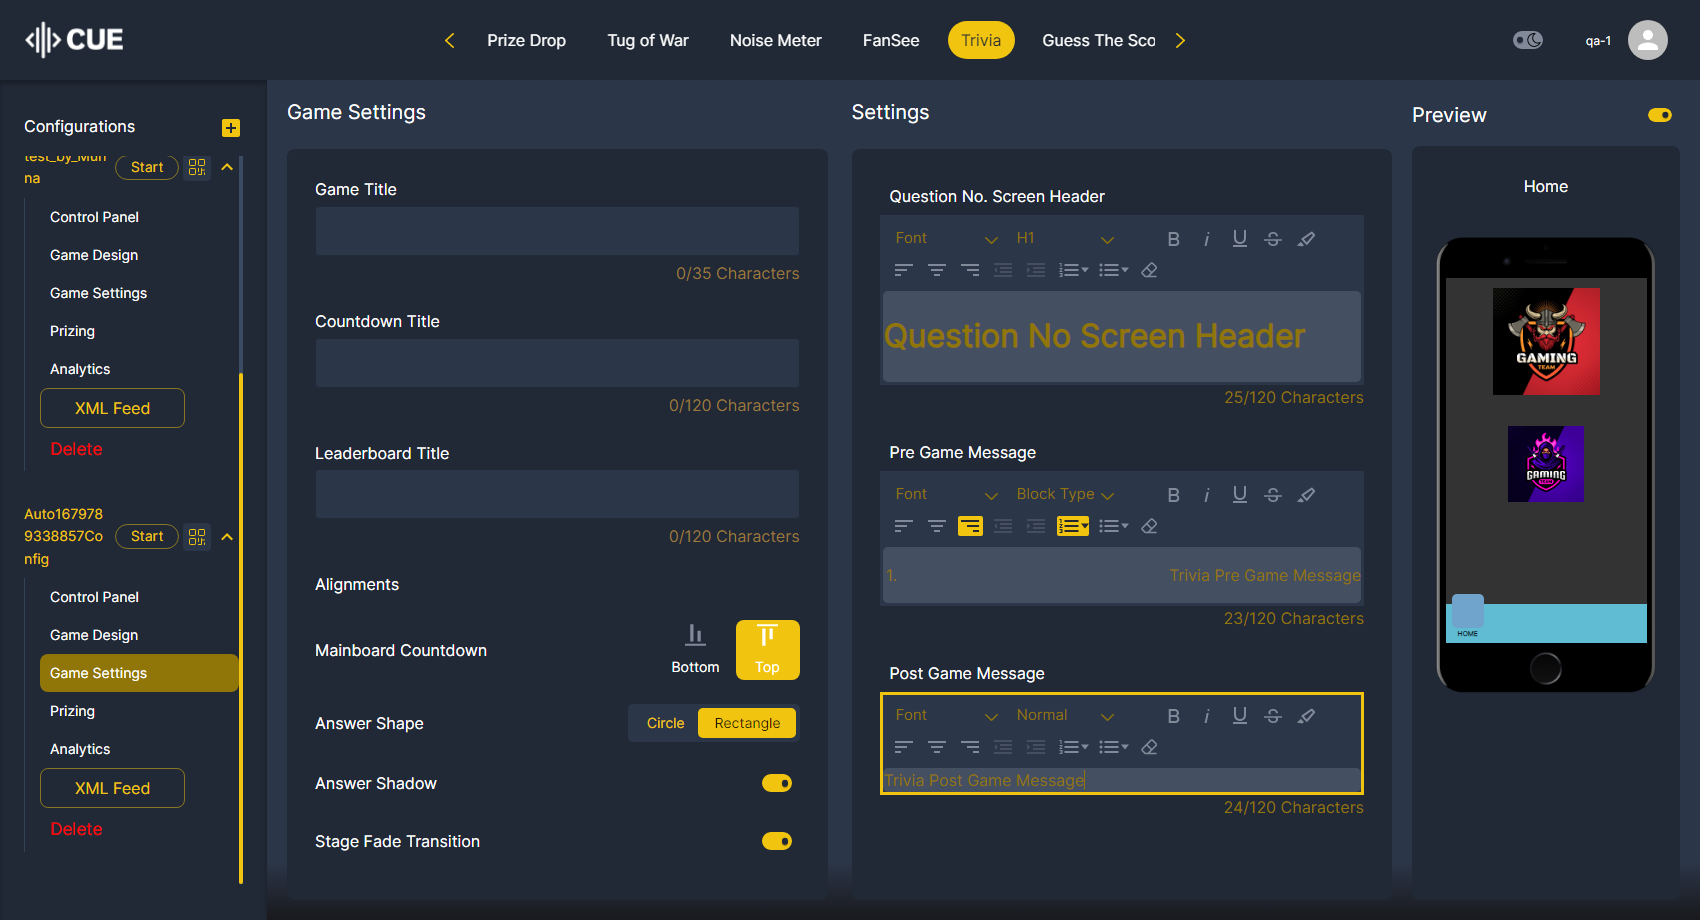 CUE
Prize Drop
Tug of War
Noise Meter
FanSee
Trivia
Guess The Sco
qa-1
Configurations
test_by_Mun
na
Start
Control Panel
Game Design
Game Settings
Prizing
Analytics
XML Feed
Delete
Auto167978
9338857Co
nfig
Start
Control Panel
Game Design
Game Settings
Prizing
Analytics
XML Feed
Delete
Game Settings
Game Title
0/35 Characters
Countdown Title
0/120 Characters
Leaderboard Title
0/120 Characters
Alignments
Mainboard Countdown
Bottom
Top
Answer Shape
Circle
Rectangle
Answer Shadow
Stage Fade Transition
Settings
Question No. Screen Header
Font
H1
B i U S
Question No Screen Header
25/120 Characters
Pre Game Message
Font
Block Type
B i U S
1. Trivia Pre Game Message
23/120 Characters
Post Game Message
Font
Normal
B i U S
Trivia Post Game Message
24/120 Characters
Preview
Home
GAMING
TEAM
GAMING
TEAM
HOME